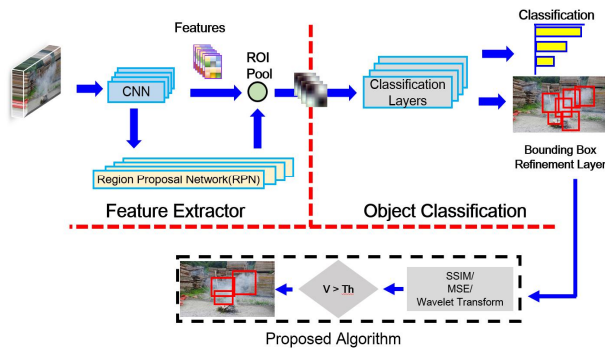 Classification
Features
ROI
Pool
CNN
Classification
Layers
Region Proposal Network(RPN)
Bounding Box
Refinement Layer
Feature Extractor
Object Classification
V > Th
SSIM/
MSE/
Wavelet Transform
Proposed Algorithm